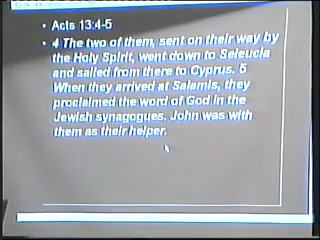 Acts 13:4-5
4 The two of them, sent on their way by
the Holy Spirit, went down to Seleucia
and sailed from there to Cyprus. 5
When they arrived at Salamis, they
proclaimed the word of God in the
Jewish synagogues. John was with
them as their helper.